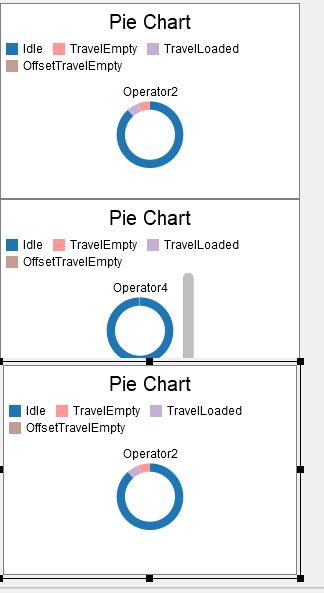 Pie Chart
Idle TravelEmpty TravelLoaded
OffsetTravelEmpty
Operator2
Pie Chart
Idle TravelEmpty TravelLoaded
OffsetTravelEmpty
Operator4
Pie Chart
Idle TravelEmpty TravelLoaded
OffsetTravelEmpty
Operator2